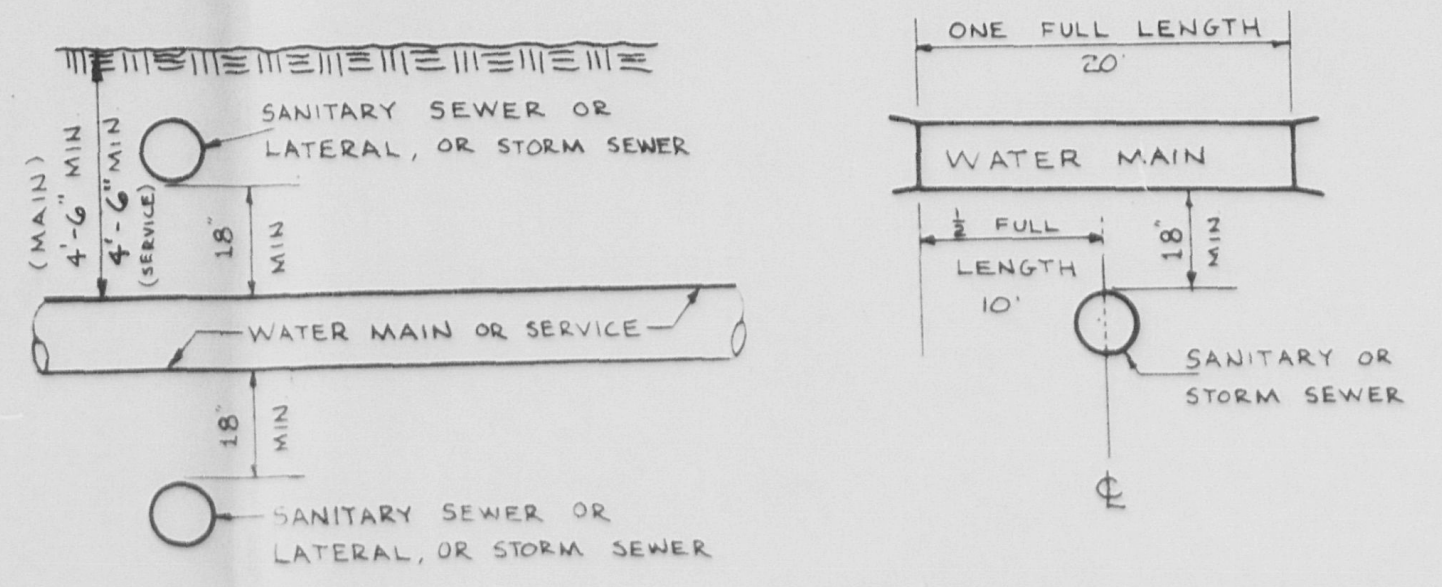 SANITARY SEWER OR
LATERAL, OR STORM SEWER
(MAIN)
4'-6" MIN
4'-6" MIN
(SERVICE)
18"
MIN
WATER MAIN OR SERVICE
18"
MIN
SANITARY SEWER OR
LATERAL, OR STORM SEWER
ONE FULL LENGTH
20'
WATER MAIN
½ FULL
LENGTH
10'
18"
MIN
SANITARY OR
STORM SEWER
℄